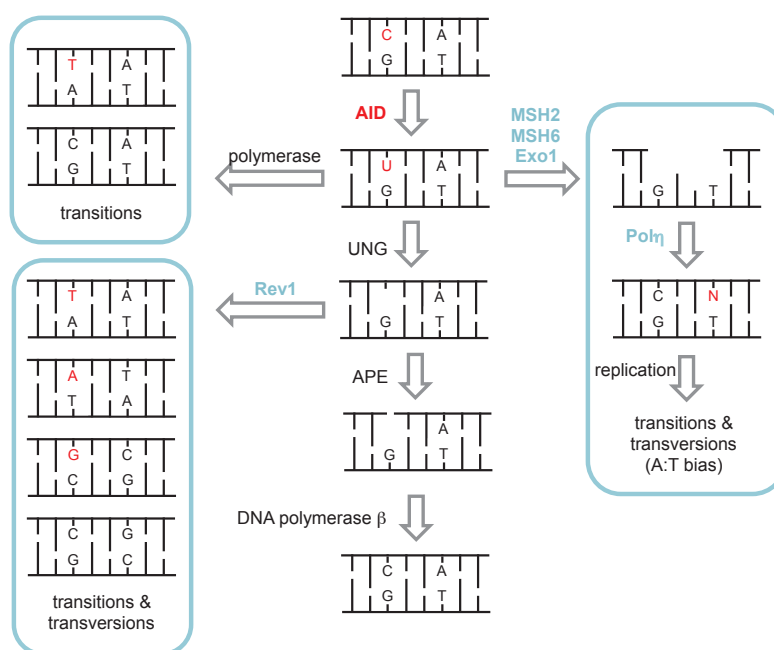 C A
G T
AID
MSH2
MSH6
Exo1
T A
A T
C A
G T
transitions
polymerase
U A
G T
G T
UNG
Polη
Rev1
T A
A T
A
G T
C N
G T
APE
replication
A T
T A
A
G T
transitions &
transversions
(A:T bias)
G C
C G
DNA polymerase β
C G
G C
C A
G T
transitions &
transversions